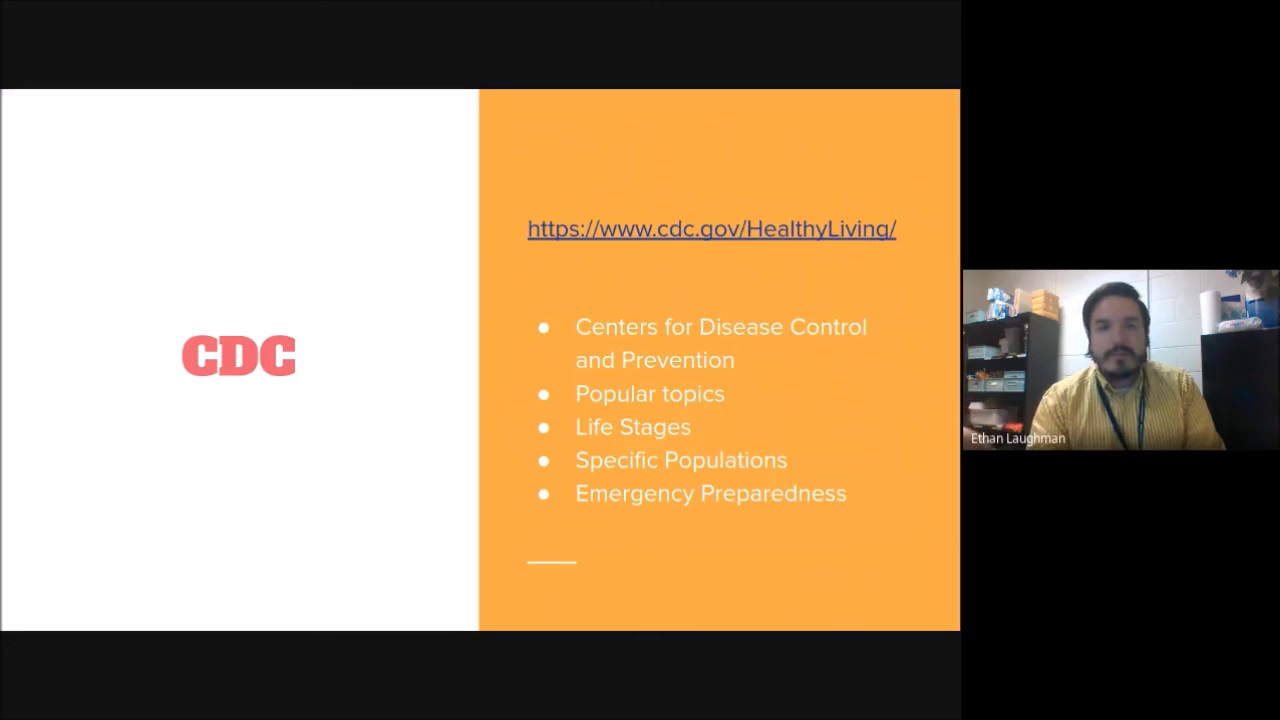 CDC
https://www.cdc.gov/HealthyLiving/
● Centers for Disease Control
and Prevention
● Popular topics
● Life Stages
● Specific Populations
● Emergency Preparedness
Ethan Laughman